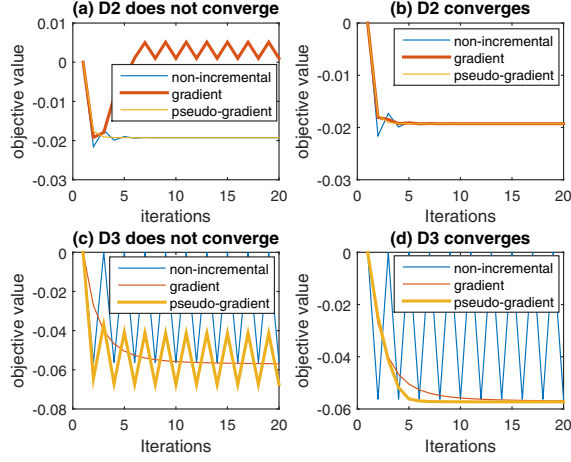 (a) D2 does not converge
0.01
0.005
0
-0.01
-0.02
-0.03
objective value
non-incremental
gradient
pseudo-gradient
0 5 10 15 20
iterations
(b) D2 converges
0
-0.01
-0.02
-0.03
objective value
non-incremental
gradient
pseudo-gradient
0 5 10 15 20
Iterations
(c) D3 does not converge
0
-0.02
-0.04
-0.06
-0.08
objective value
non-incremental
gradient
pseudo-gradient
0 5 10 15 20
Iterations
(d) D3 converges
0
-0.02
-0.04
-0.06
objective value
non-incremental
gradient
pseudo-gradient
0 5 10 15 20
Iterations